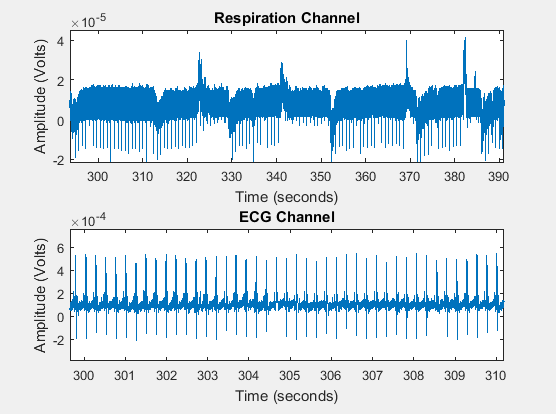 Respiration Channel
×10^-5
4
2
0
-2
Amplitude (Volts)
300 310 320 330 340 350 360 370 380 390
Time (seconds)
ECG Channel
×10^-4
6
4
2
0
-2
Amplitude (Volts)
300 301 302 303 304 305 306 307 308 309 310
Time (seconds)